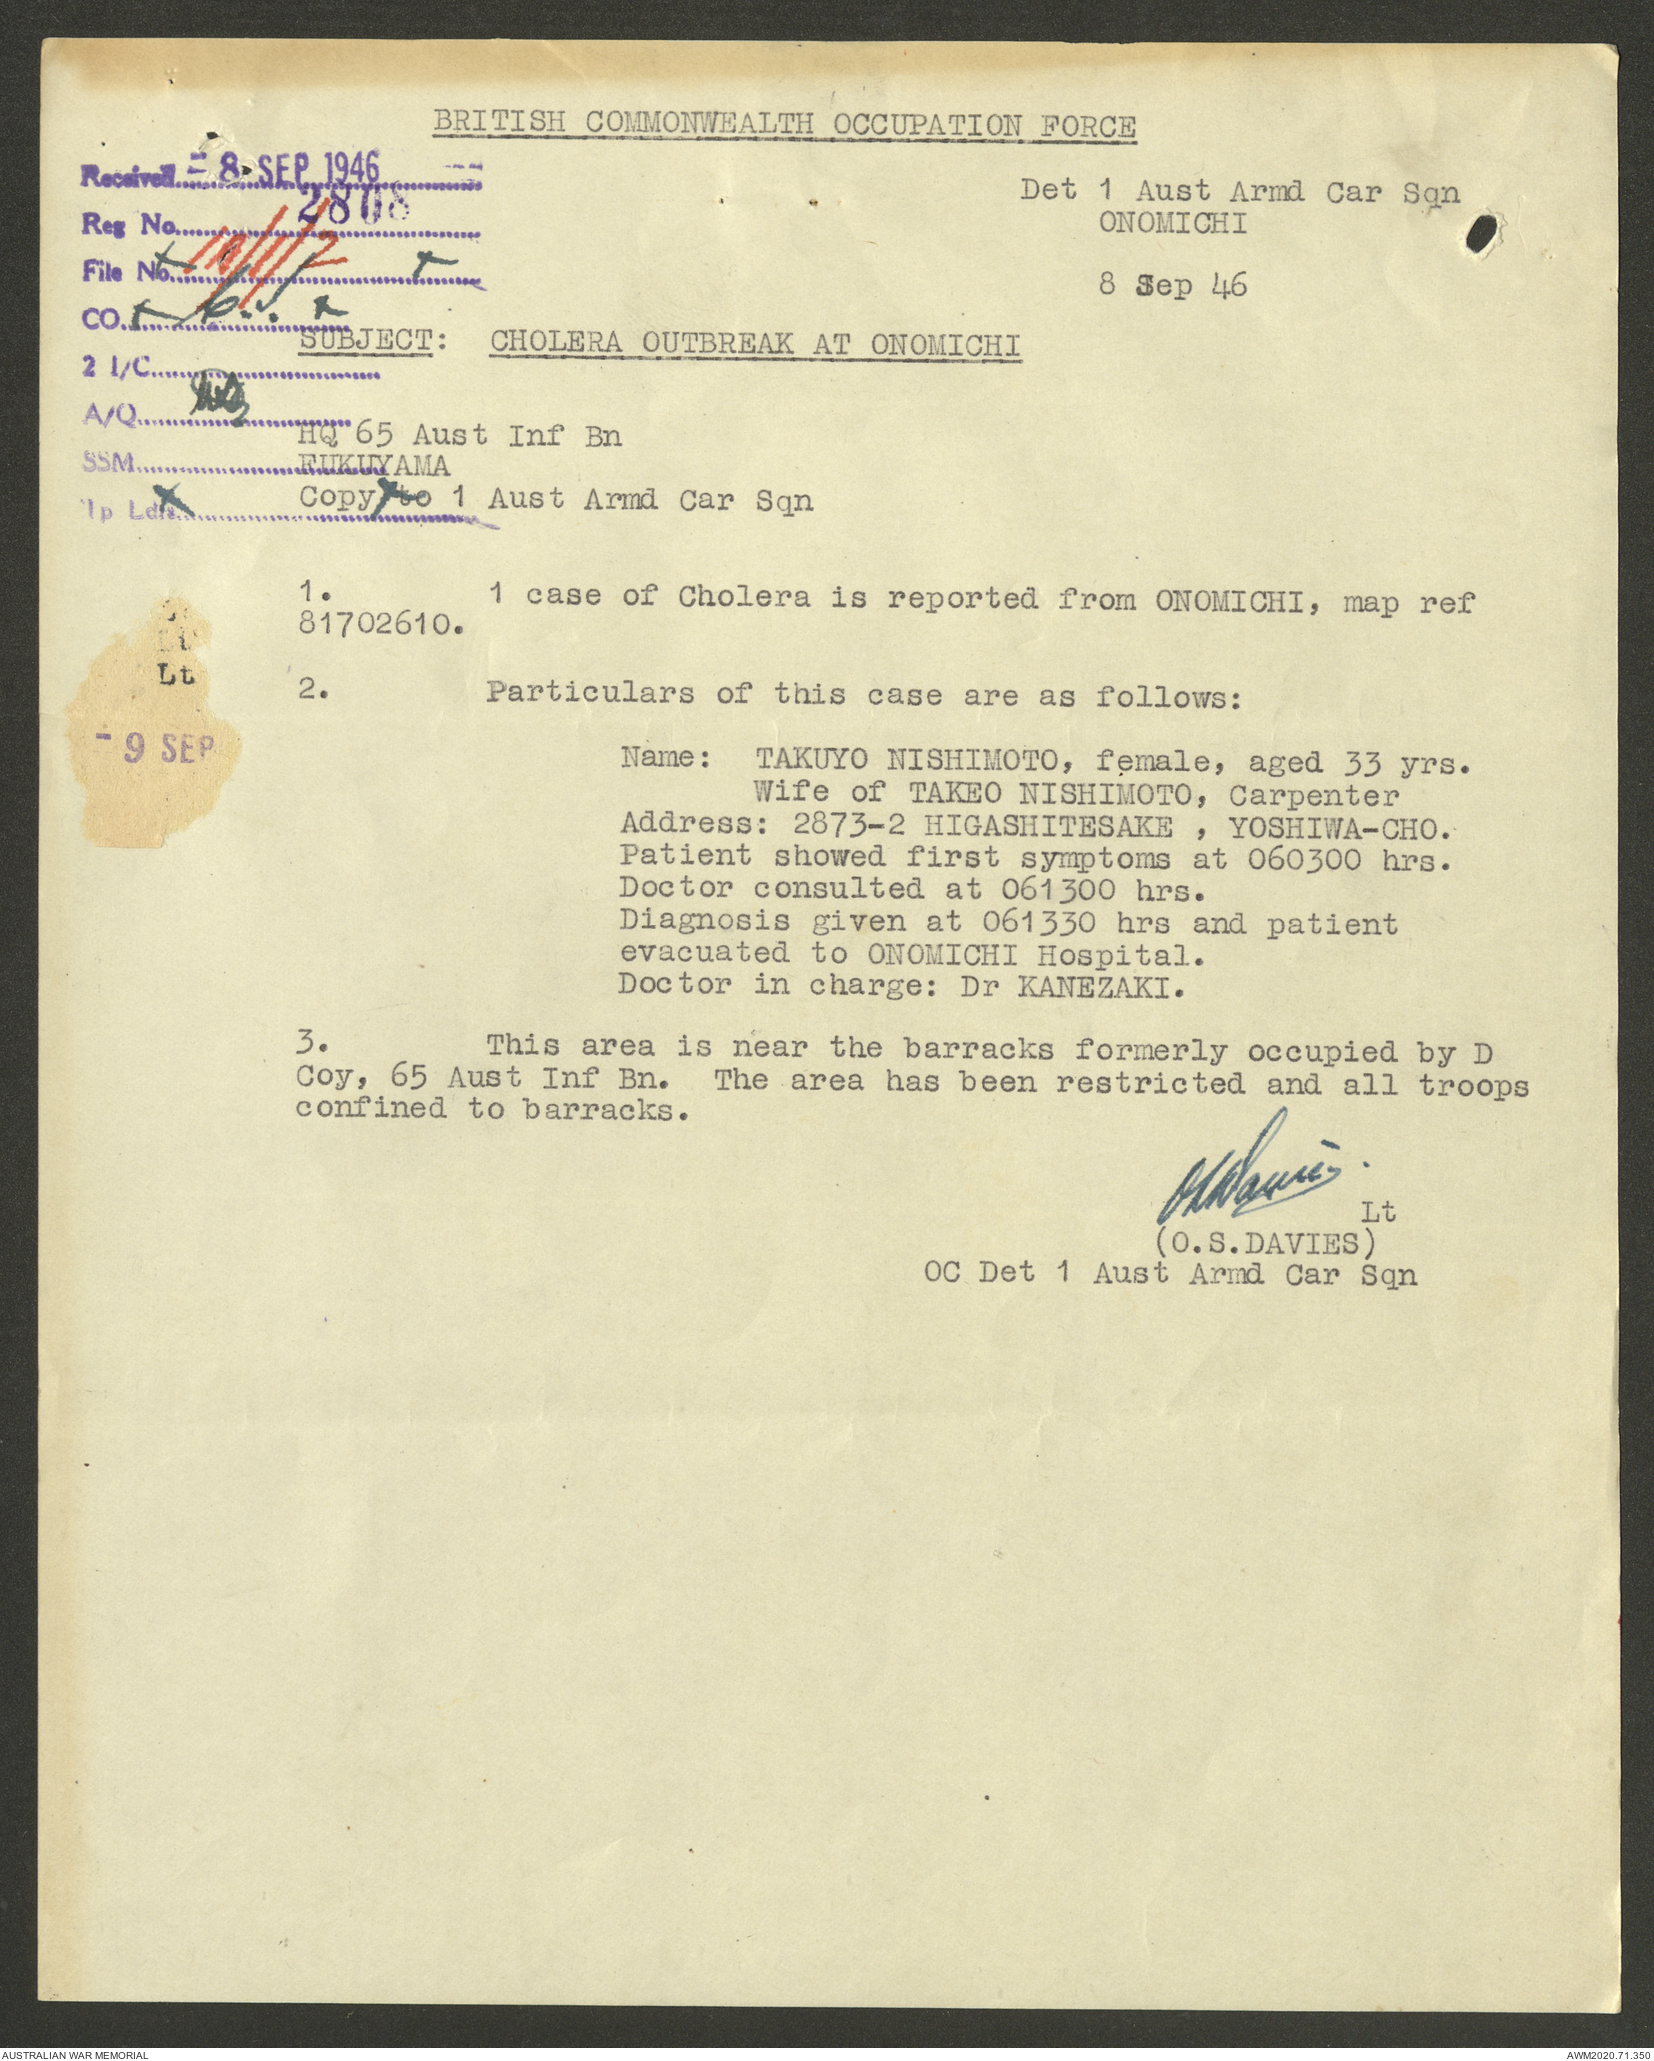 BRITISH COMMONWEALTH OCCUPATION FORCE
Received - 8 SEP 1946
Reg No 2808
File No
CO
2 I/C
A/Q
SSM
Tp Ldrs
Det 1 Aust Armd Car Sqn
ONOMICHI
8 Sep 46
SUBJECT: CHOLERA OUTBREAK AT ONOMICHI
HQ 65 Aust Inf Bn
FUKUYAMA
Copy to 1 Aust Armd Car Sqn
1. 1 case of Cholera is reported from ONOMICHI, map ref
81702610.
Lt
- 9 SEP
2. Particulars of this case are as follows:
Name: TAKUYO NISHIMOTO, female, aged 33 yrs.
Wife of TAKEO NISHIMOTO, Carpenter
Address: 2873-2 HIGASHITESAKE , YOSHIWA-CHO.
Patient showed first symptoms at 060300 hrs.
Doctor consulted at 061300 hrs.
Diagnosis given at 061330 hrs and patient
evacuated to ONOMICHI Hospital.
Doctor in charge: Dr KANEZAKI.
3. This area is near the barracks formerly occupied by D
Coy, 65 Aust Inf Bn. The area has been restricted and all troops
confined to barracks.
Lt
(O.S.DAVIES)
OC Det 1 Aust Armd Car Sqn
AUSTRALIAN WAR MEMORIAL
AWM2020.71.350